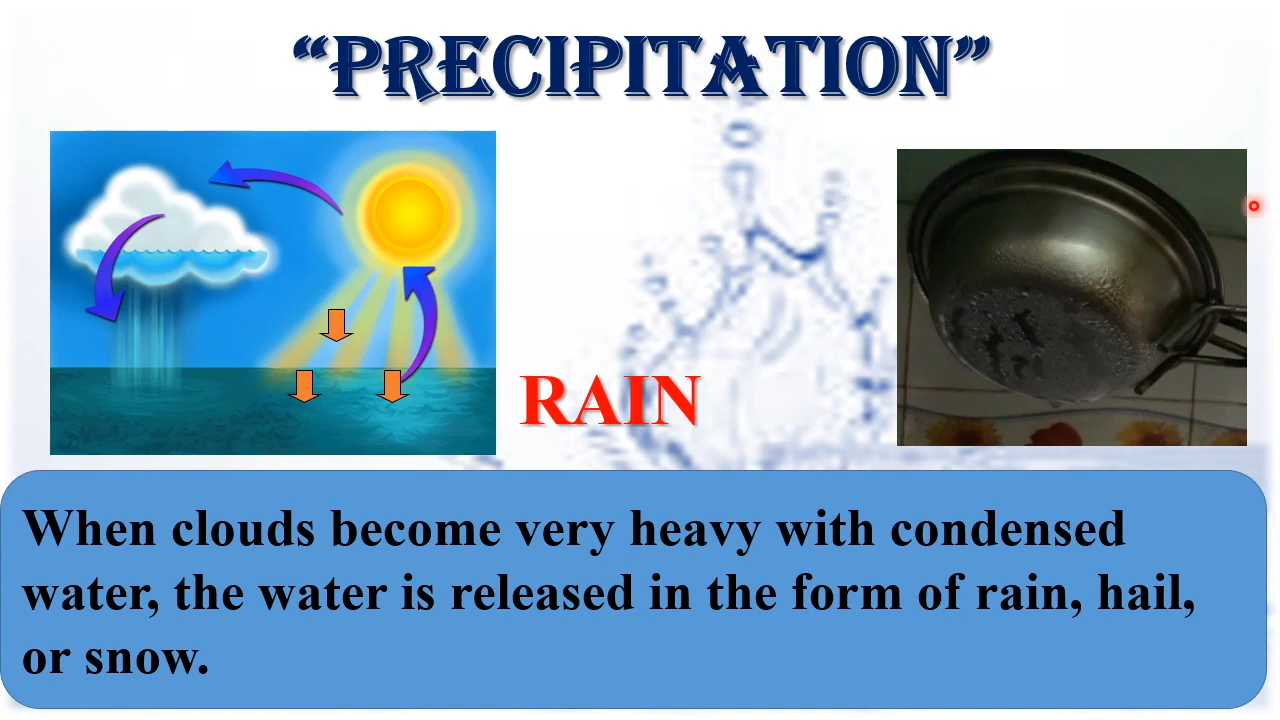 “PRECIPITATION”
RAIN
When clouds become very heavy with condensed
water, the water is released in the form of rain, hail,
or snow.